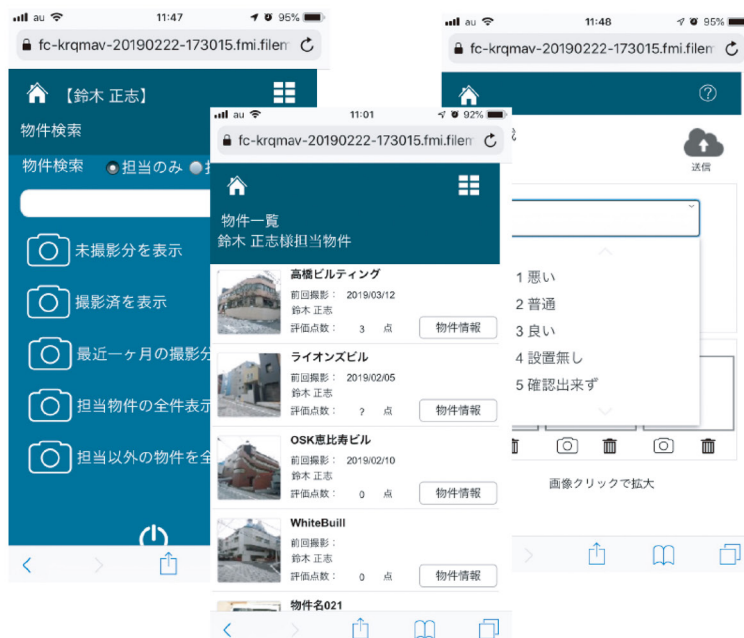 au 11:47 95%
fc-krqmav-20190222-173015.fmi.filem
【鈴木 正志】
物件検索
物件検索 担当のみ
未撮影分を表示
撮影済を表示
最近一ヶ月の撮影分
担当物件の全件表示
担当以外の物件を全
au 11:01 92%
fc-krqmav-20190222-173015.fmi.filem
物件一覧
鈴木 正志様担当物件
高橋ビルティング
前回撮影： 2019/03/12
鈴木 正志
評価点数： 3 点 物件情報
ライオンズビル
前回撮影： 2019/02/05
鈴木 正志
評価点数： ? 点 物件情報
OSK恵比寿ビル
前回撮影： 2019/02/10
鈴木 正志
評価点数： 0 点 物件情報
WhiteBuill
前回撮影：
鈴木 正志
評価点数： 0 点 物件情報
物件名021
au 11:48 95%
fc-krqmav-20190222-173015.fmi.filem
送信
1 悪い
2 普通
3 良い
4 設置無し
5 確認出来ず
画像クリックで拡大